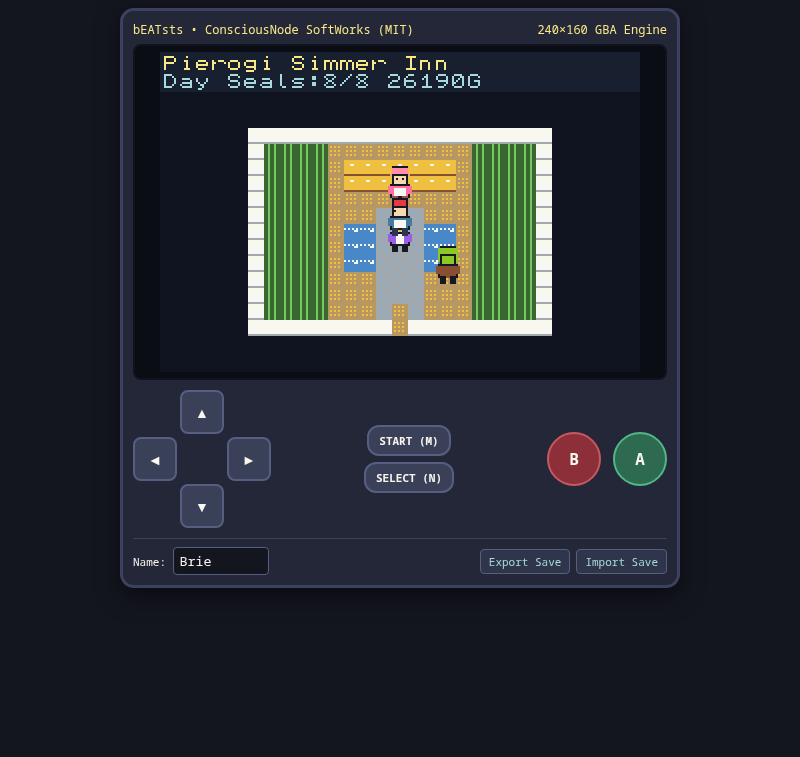 bEATsts • ConsciousNode SoftWorks (MIT)
240×160 GBA Engine
Pierogi Simmer Inn
Day Seals:8/8 26190G
▲
◀
▶
▼
START (M)
SELECT (N)
B
A
Name: Brie
Export Save
Import Save